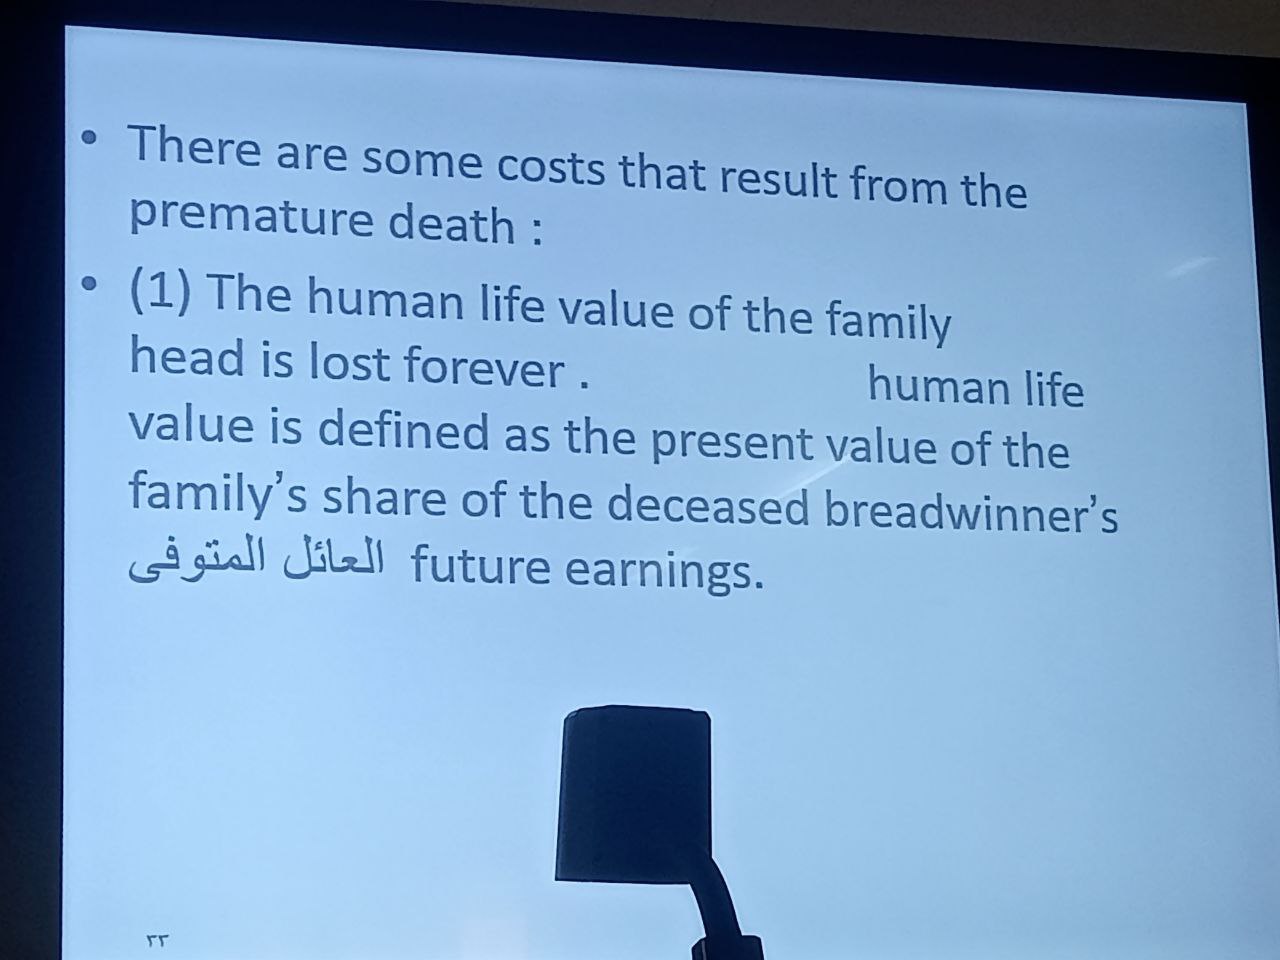 • There are some costs that result from the
premature death :
• (1) The human life value of the family
head is lost forever . human life
value is defined as the present value of the
family’s share of the deceased breadwinner’s
العائل المتوفى future earnings.
٢٣